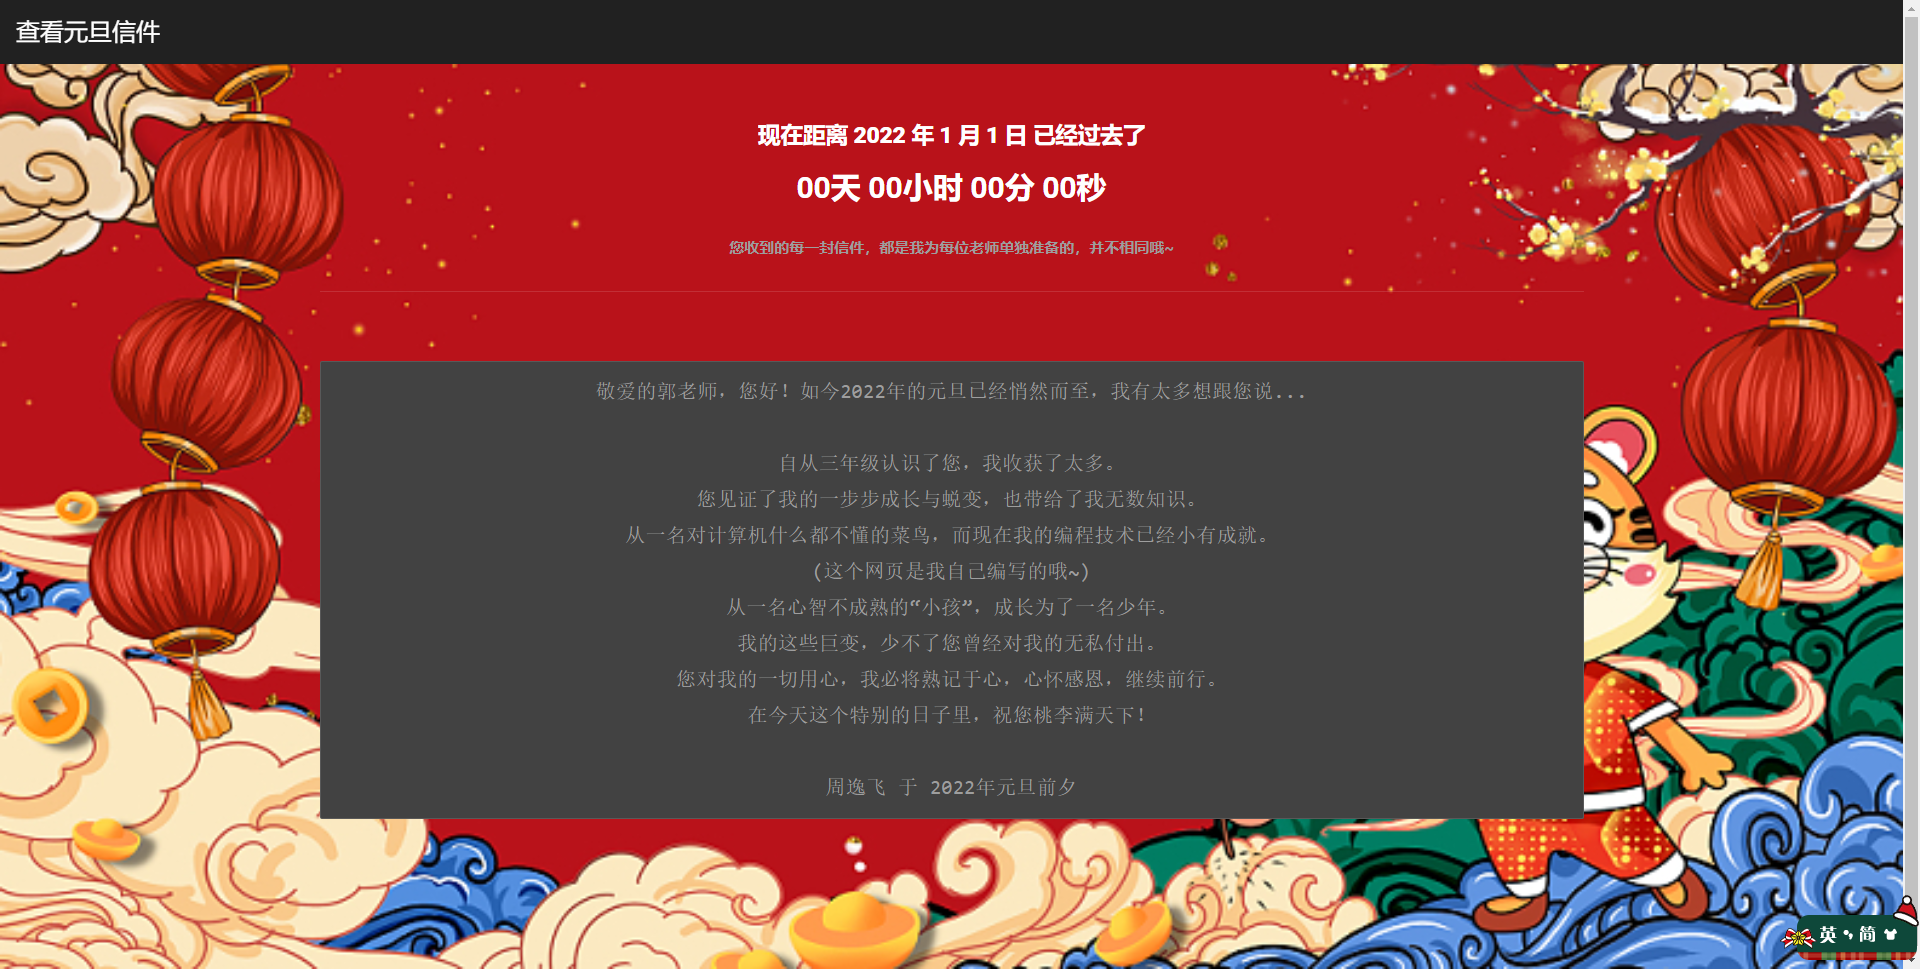 查看元旦信件
现在距离 2022 年 1 月 1 日 已经过去了
00天 00小时 00分 00秒
您收到的每一封信件，都是我为每位老师单独准备的，并不相同哦~
敬爱的郭老师，您好！如今2022年的元旦已经悄然而至，我有太多想跟您说...
自从三年级认识了您，我收获了太多。
您见证了我的一步步成长与蜕变，也带给了我无数知识。
从一名对计算机什么都不懂的菜鸟，而现在我的编程技术已经小有成就。
(这个网页是我自己编写的哦~)
从一名心智不成熟的“小孩”，成长为了一名少年。
我的这些巨变，少不了您曾经对我的无私付出。
您对我的一切用心，我必将熟记于心，心怀感恩，继续前行。
在今天这个特别的日子里，祝您桃李满天下！
周逸飞 于 2022年元旦前夕
英 简